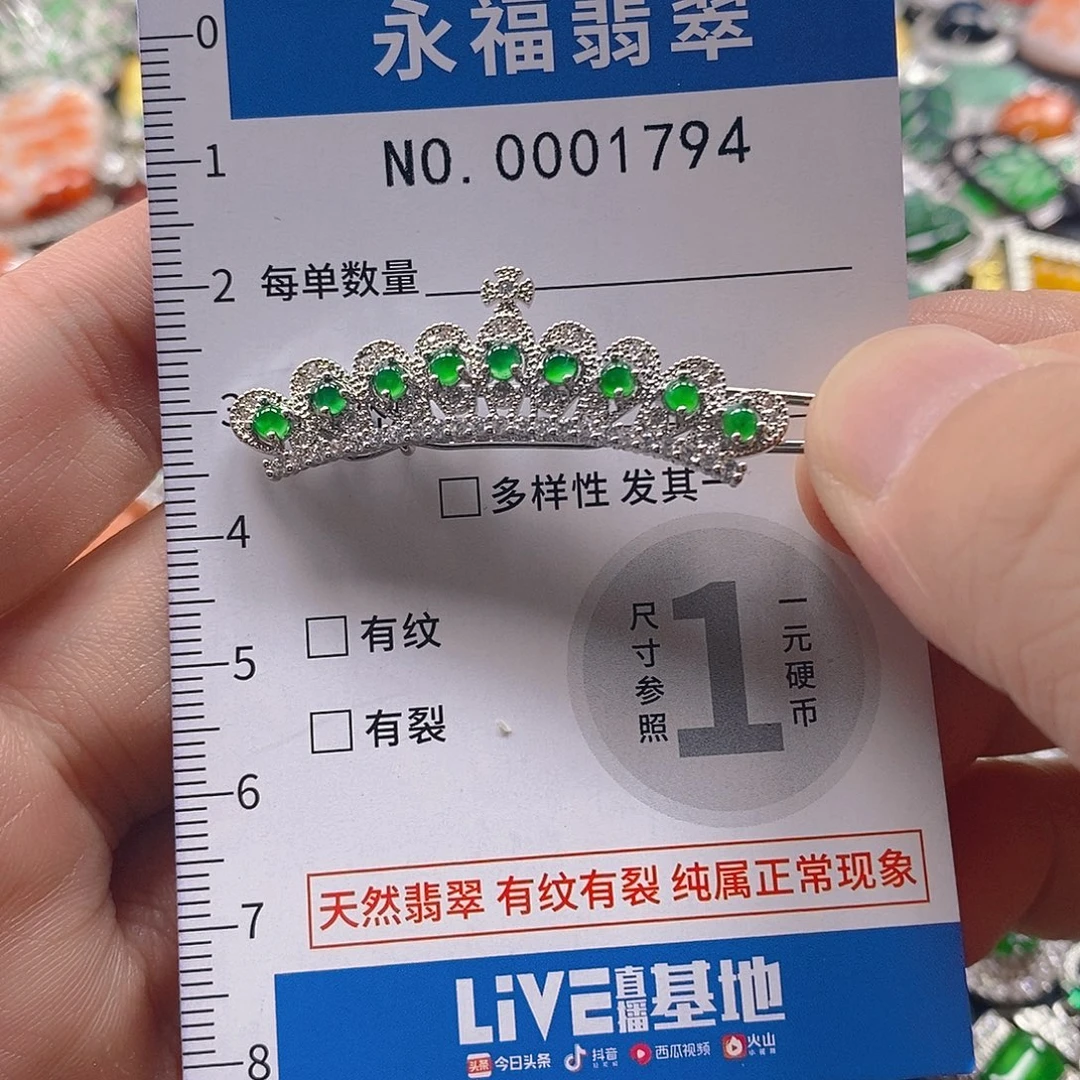 永福翡翠
NO. 0001794
0
1
2
每单数量
3
多样性 发其一
4
有纹
5
有裂
尺寸参照
1
一元硬币
6
天然翡翠 有纹有裂 纯属正常现象
7
LiVE直播基地
头条 今日头条 抖音 西瓜视频 火山
8